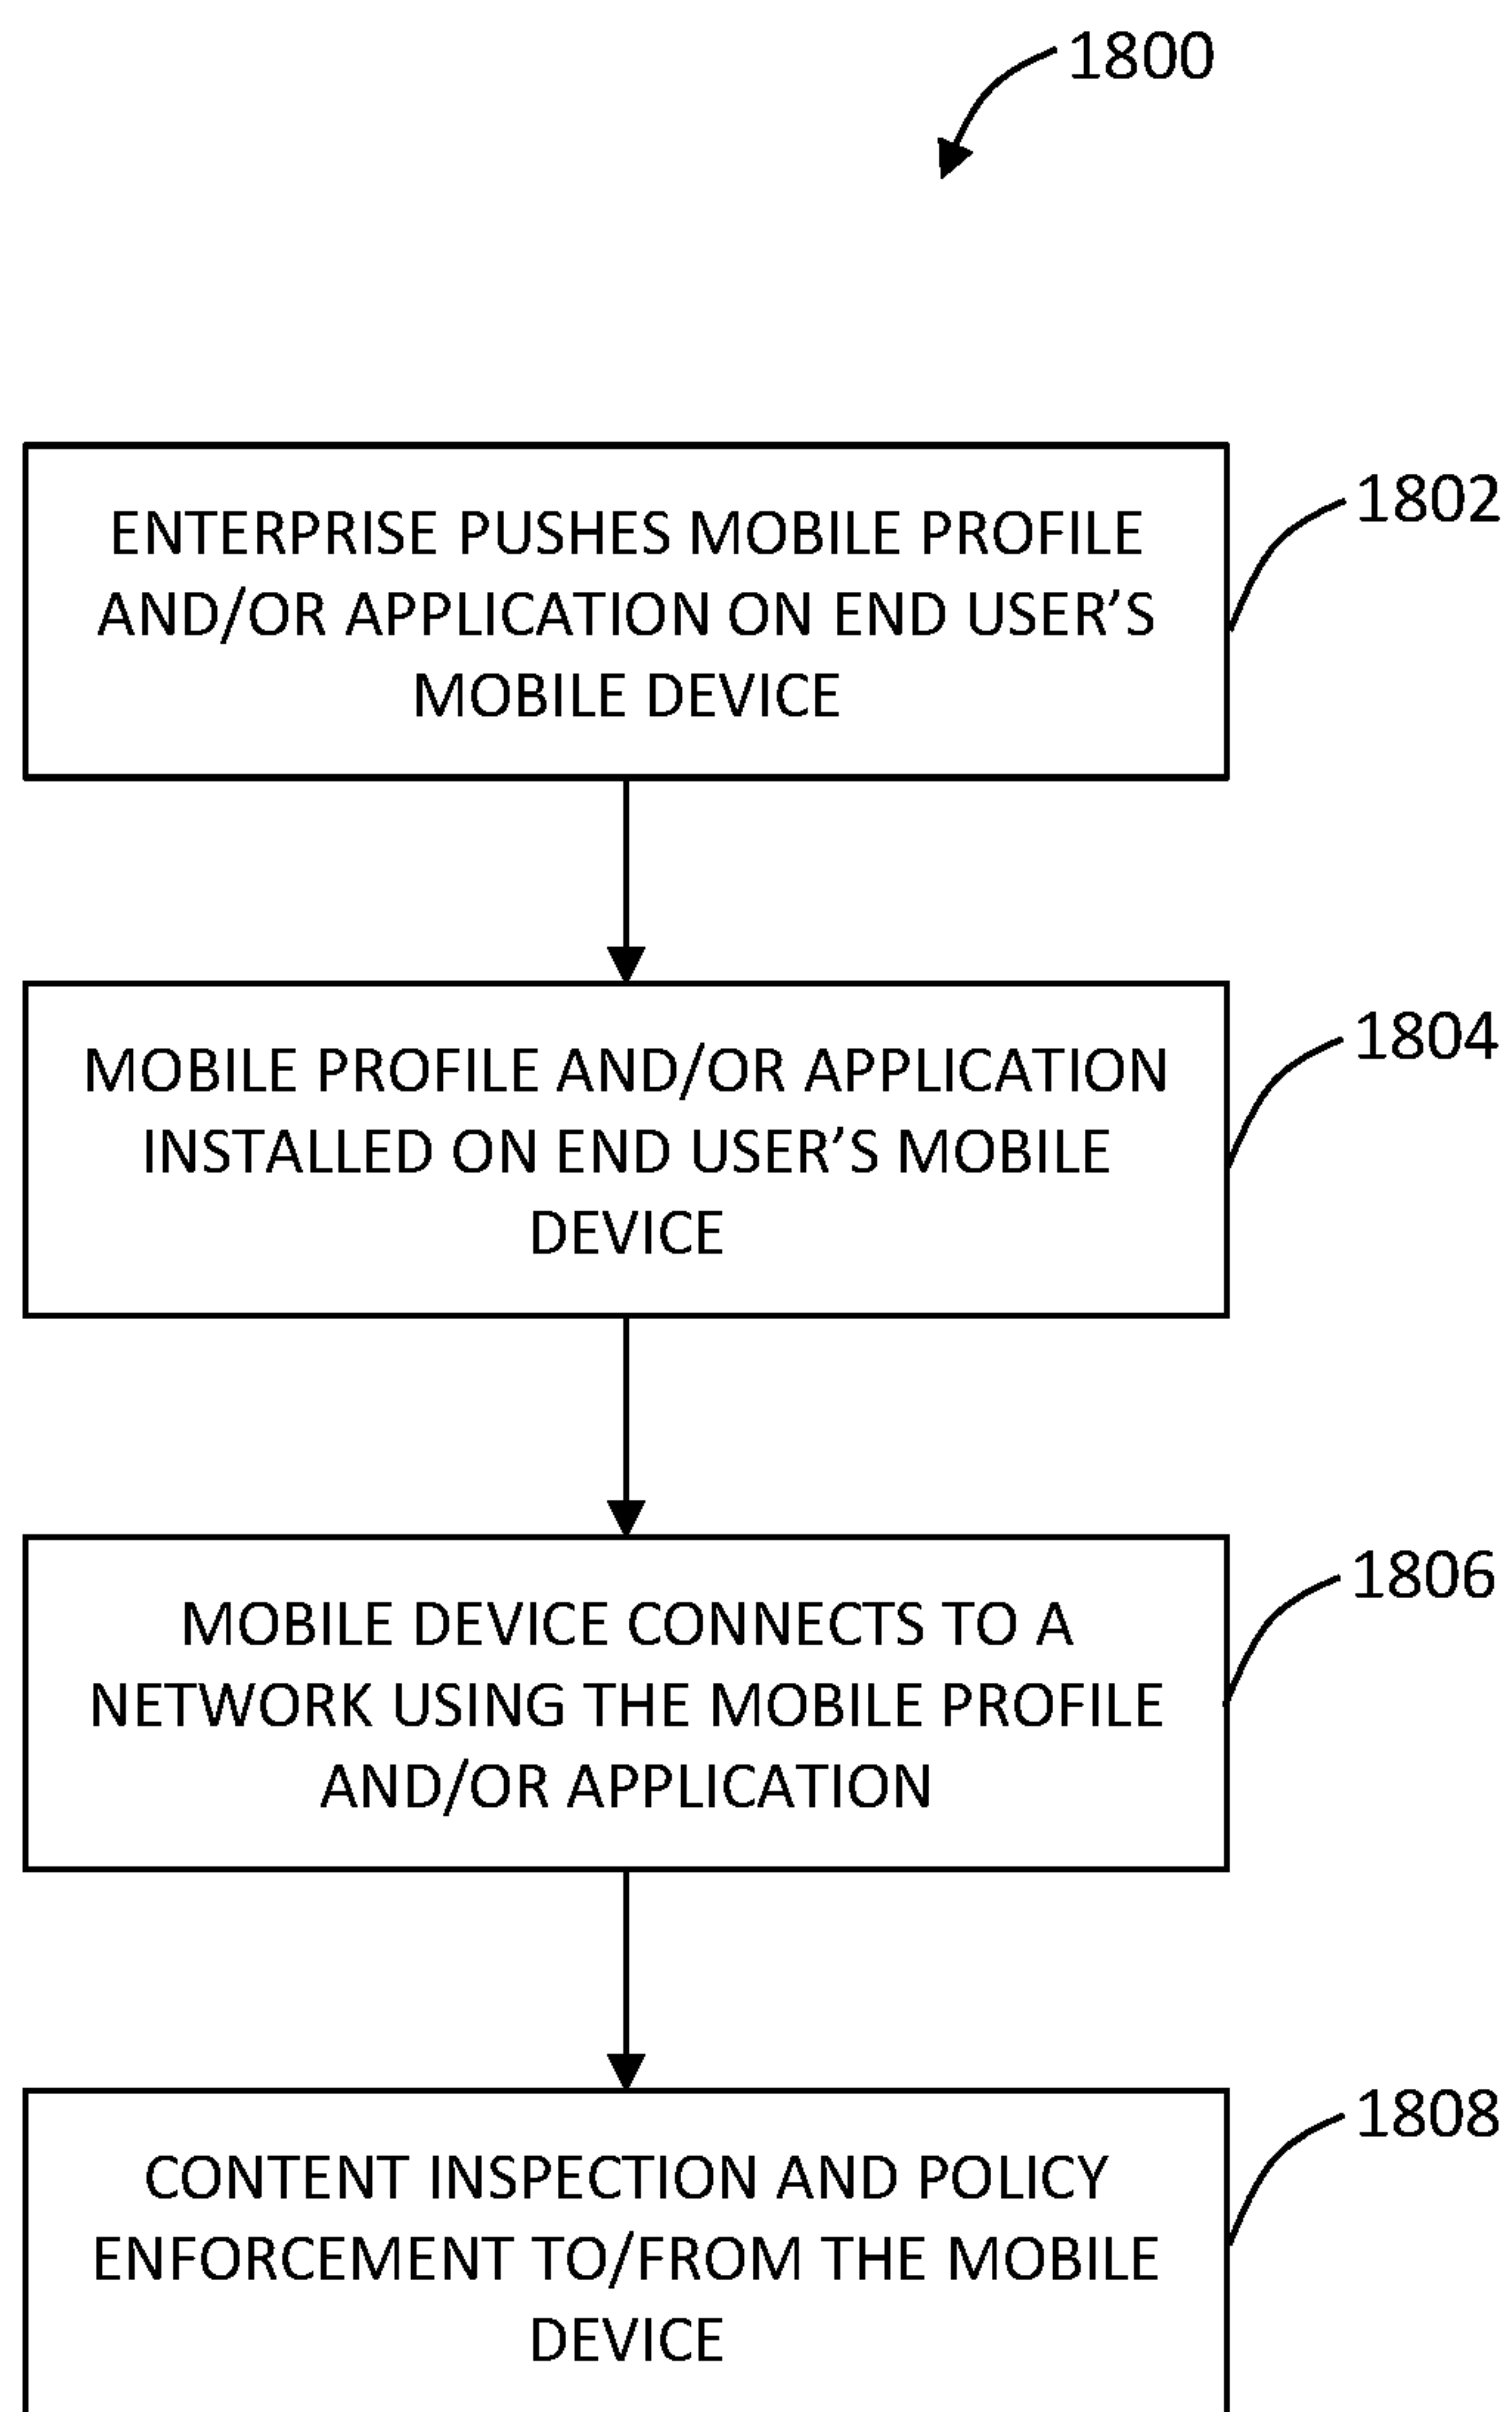 1800
ENTERPRISE PUSHES MOBILE PROFILE
AND/OR APPLICATION ON END USER’S
MOBILE DEVICE
1802
MOBILE PROFILE AND/OR APPLICATION
INSTALLED ON END USER’S MOBILE
DEVICE
1804
MOBILE DEVICE CONNECTS TO A
NETWORK USING THE MOBILE PROFILE
AND/OR APPLICATION
1806
CONTENT INSPECTION AND POLICY
ENFORCEMENT TO/FROM THE MOBILE
DEVICE
1808